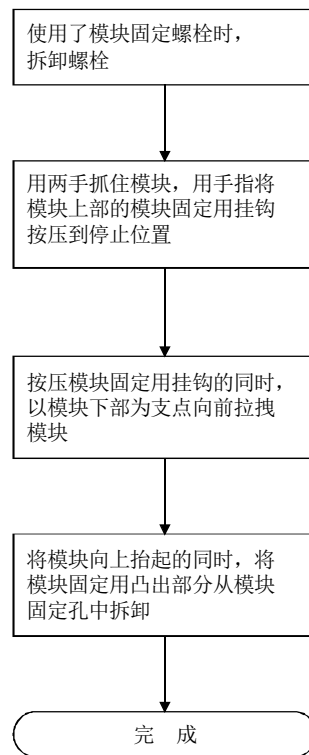 使用了模块固定螺栓时，
拆卸螺栓
用两手抓住模块，用手指将
模块上部的模块固定用挂钩
按压到停止位置
按压模块固定用挂钩的同时，
以模块下部为支点向前拉拽
模块
将模块向上抬起的同时，将
模块固定用凸出部分从模块
固定孔中拆卸
完 成